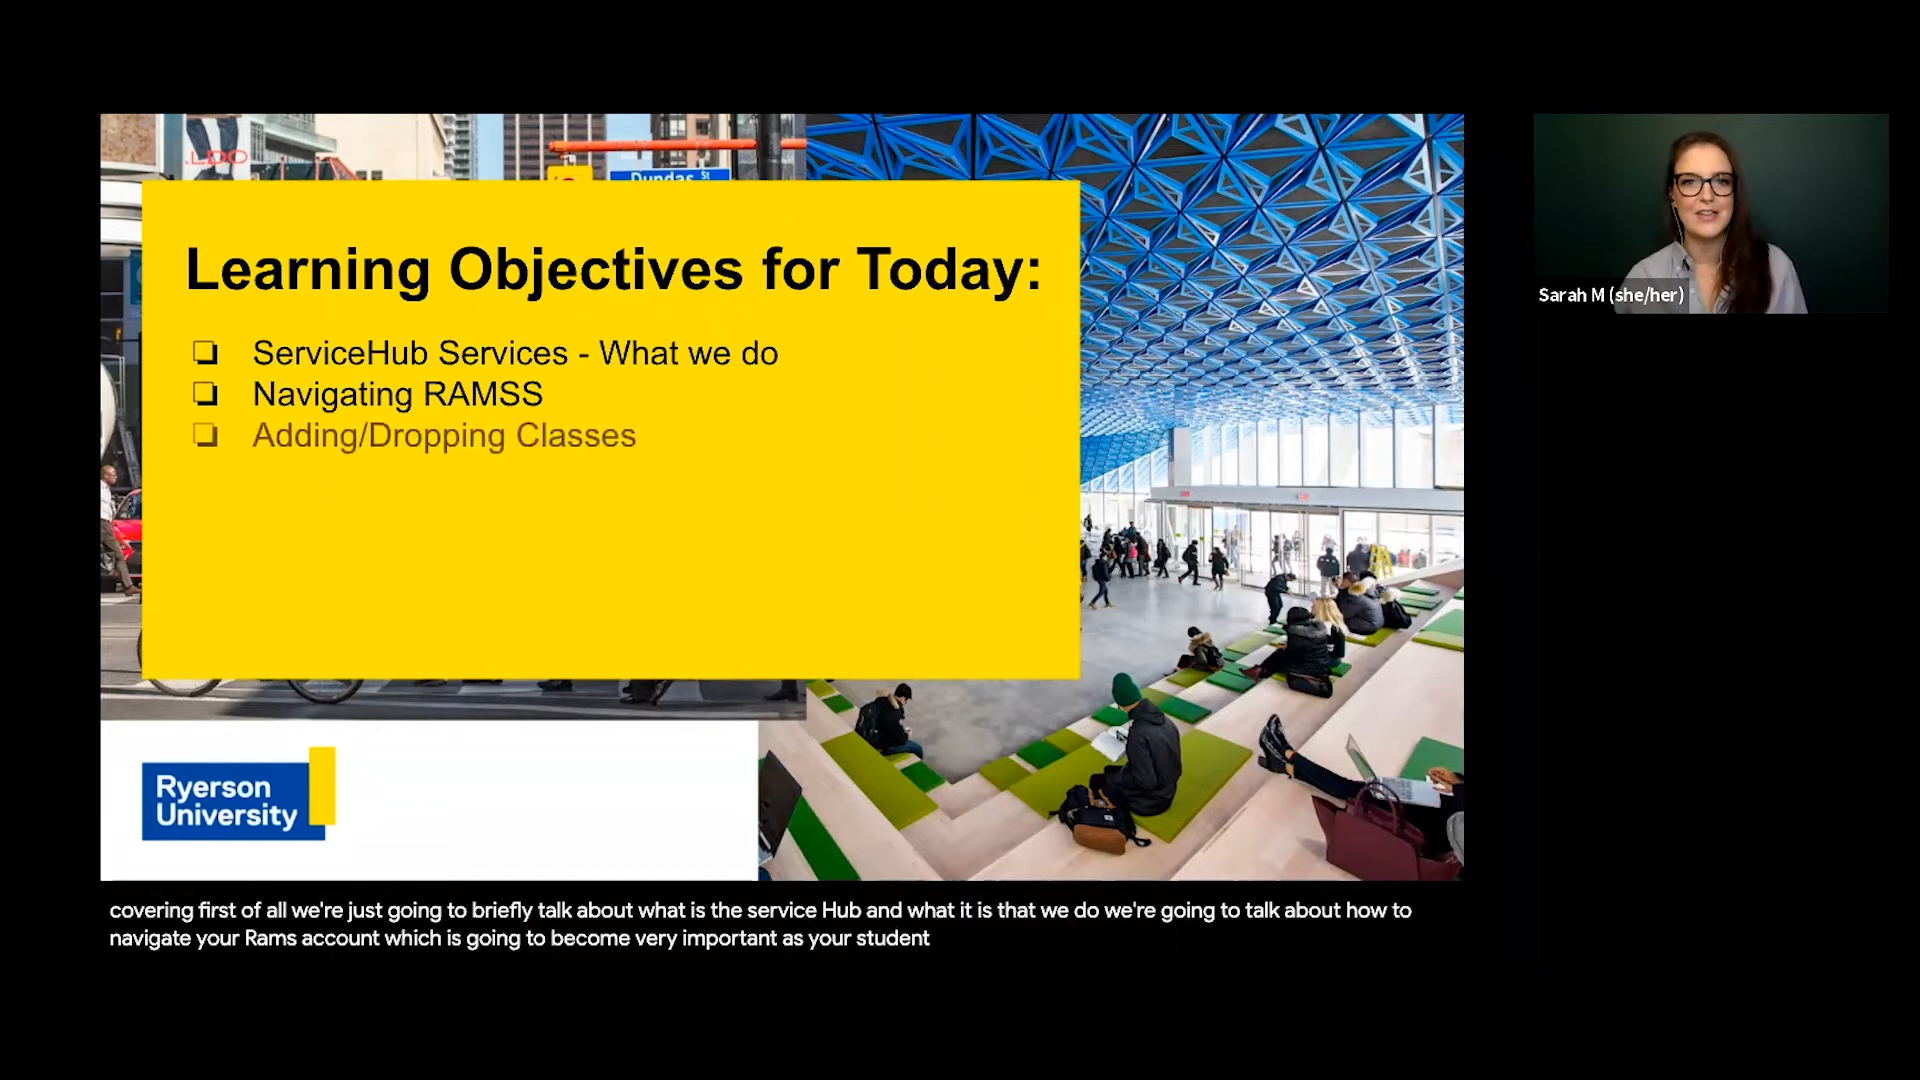 LDO
Dundas St
Learning Objectives for Today:
ServiceHub Services - What we do
Navigating RAMSS
Adding/Dropping Classes
Ryerson
University
Sarah M (she/her)
covering first of all we're just going to briefly talk about what is the service Hub and what it is that we do we're going to talk about how to
navigate your Rams account which is going to become very important as your student